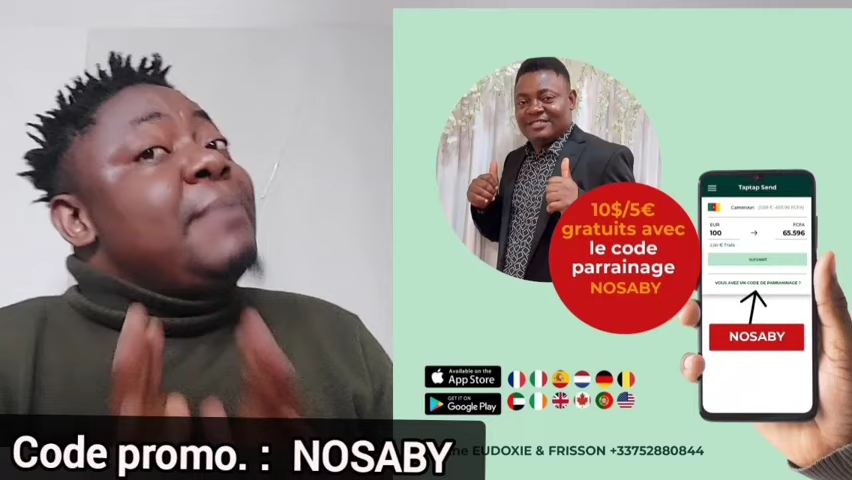 10$/5€
gratuits avec
le code
parrainage
NOSABY
Taptap Send
Cameroun
EUR
FCFA
100
→
65.596
SUIVANT
VOUS AVEZ UN CODE DE PARRAINAGE ?
NOSABY
Available on the
App Store
GET IT ON
Google Play
EUDOXIE & FRISSON +33752880844
Code promo. : NOSABY